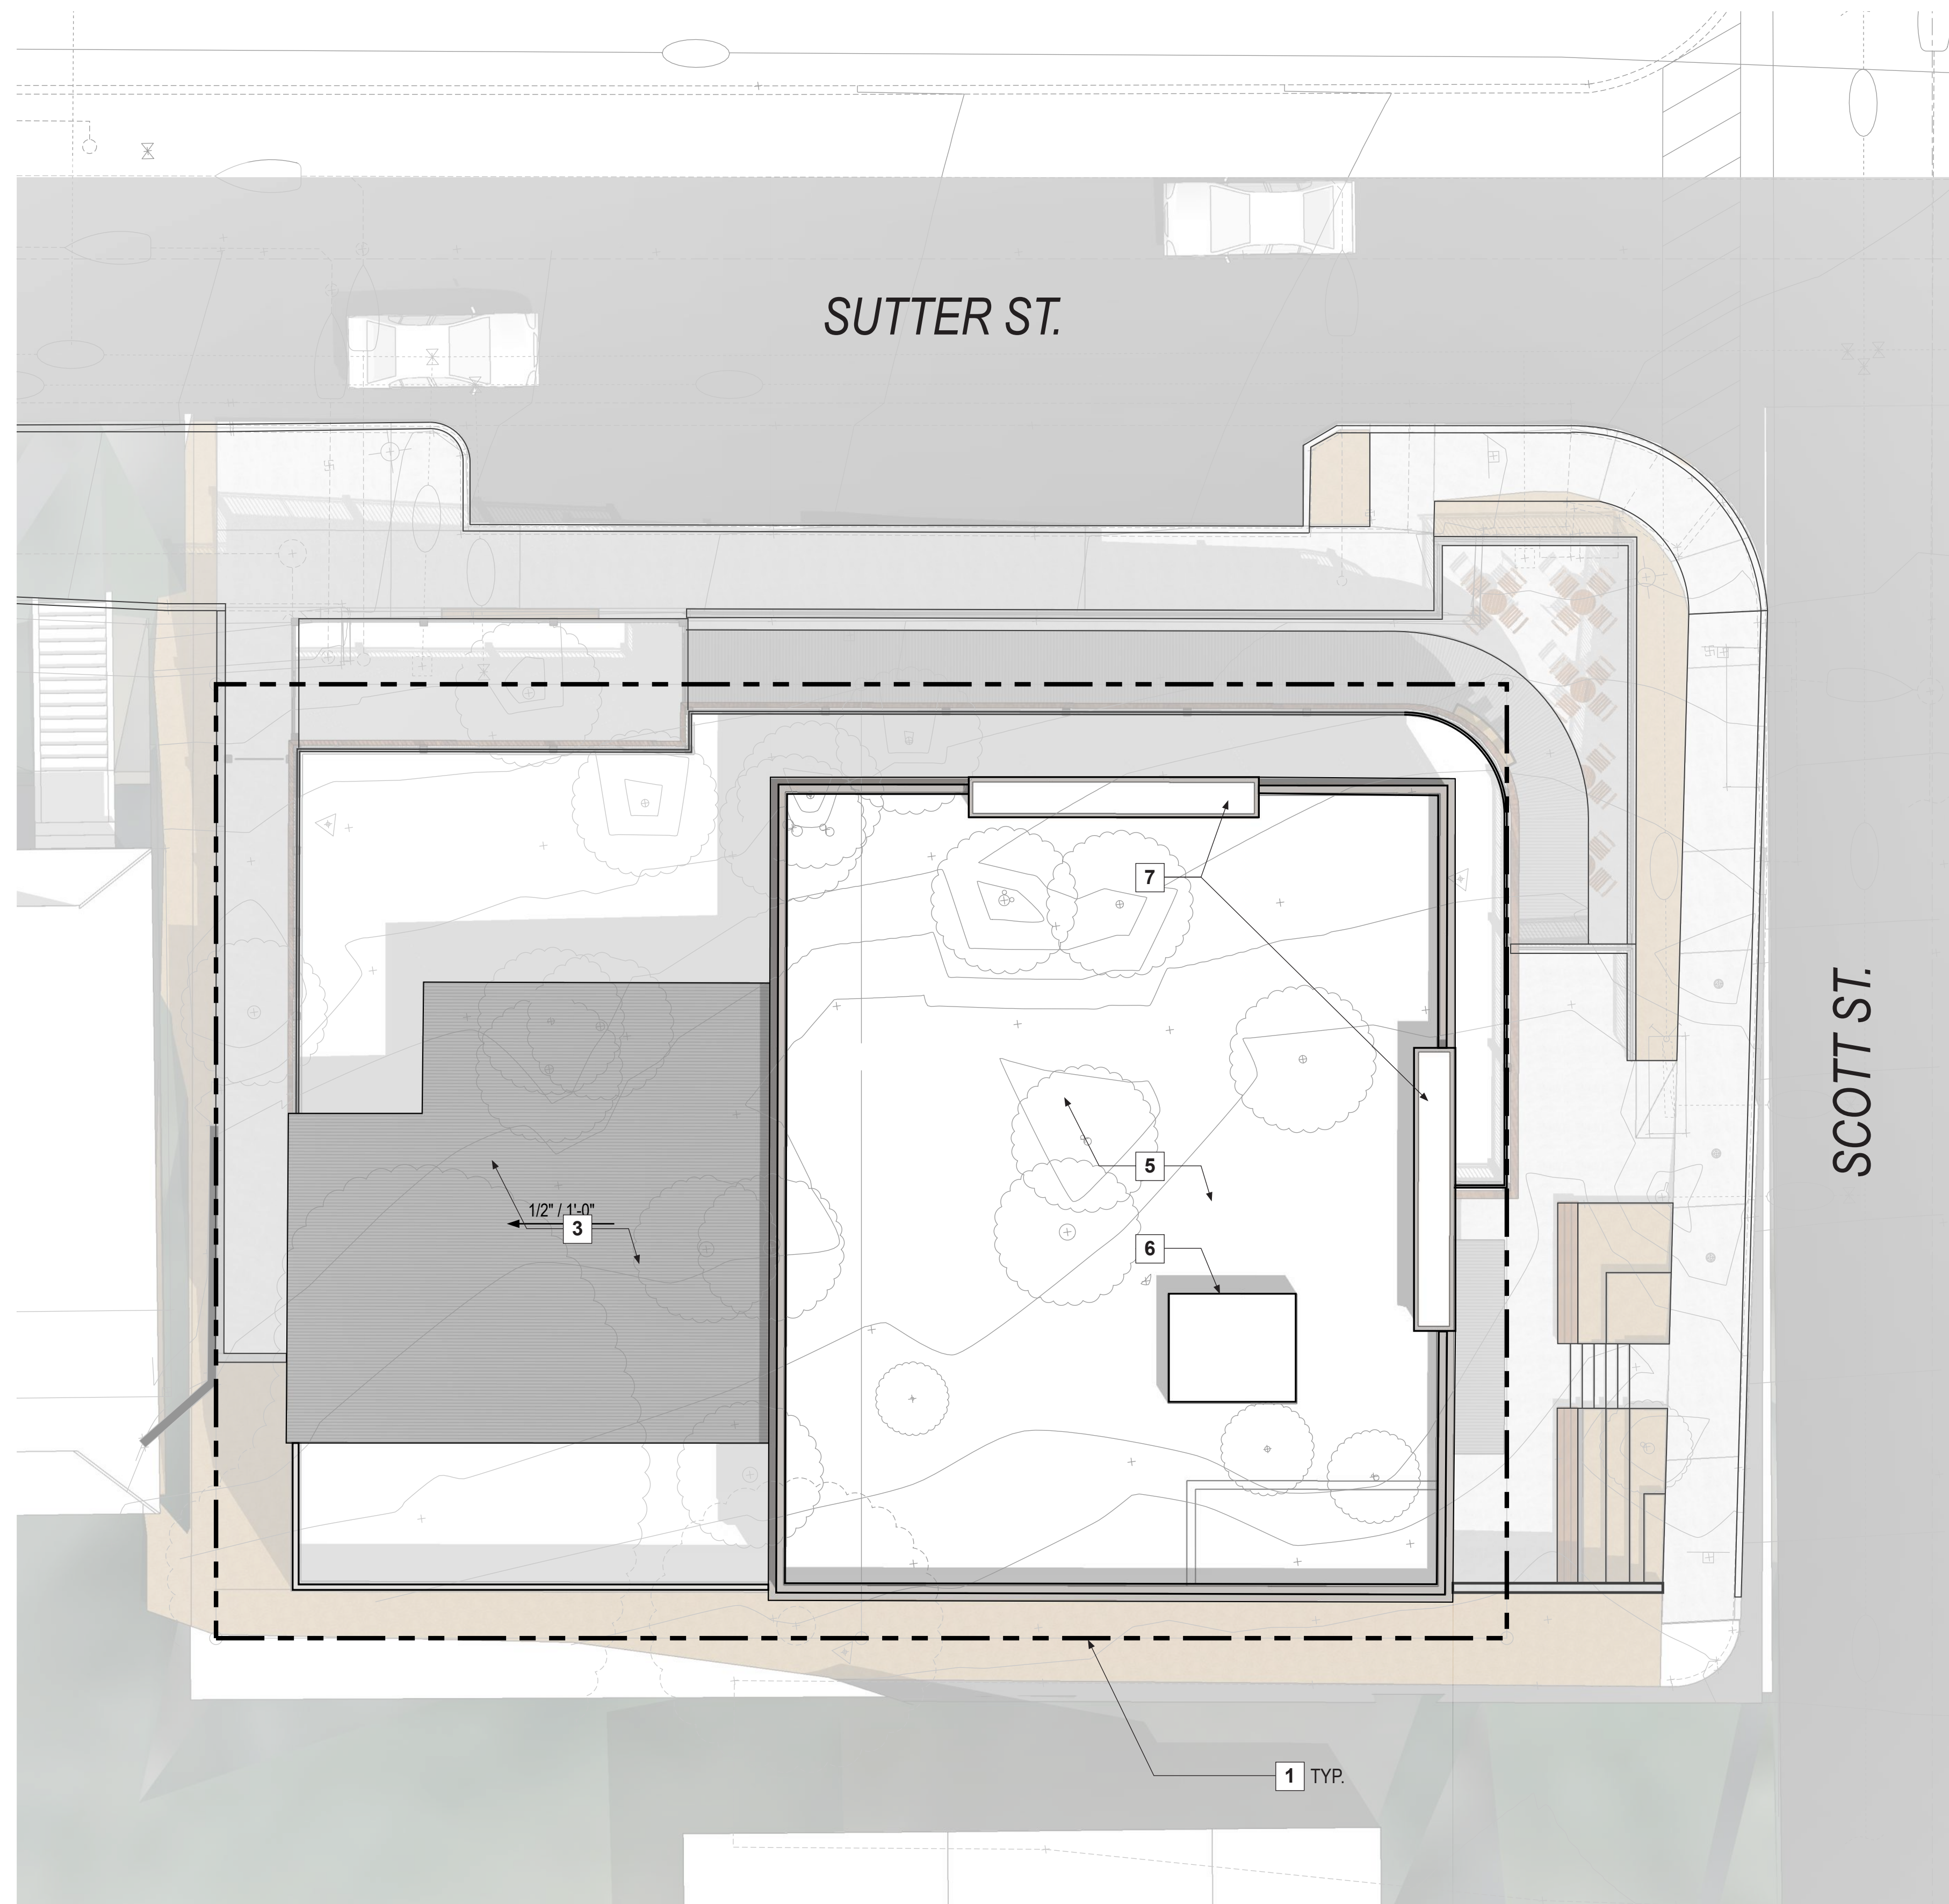 SUTTER ST.
7
SCOTT ST.
5
1/2" / 1'-0"
3
6
1 TYP.